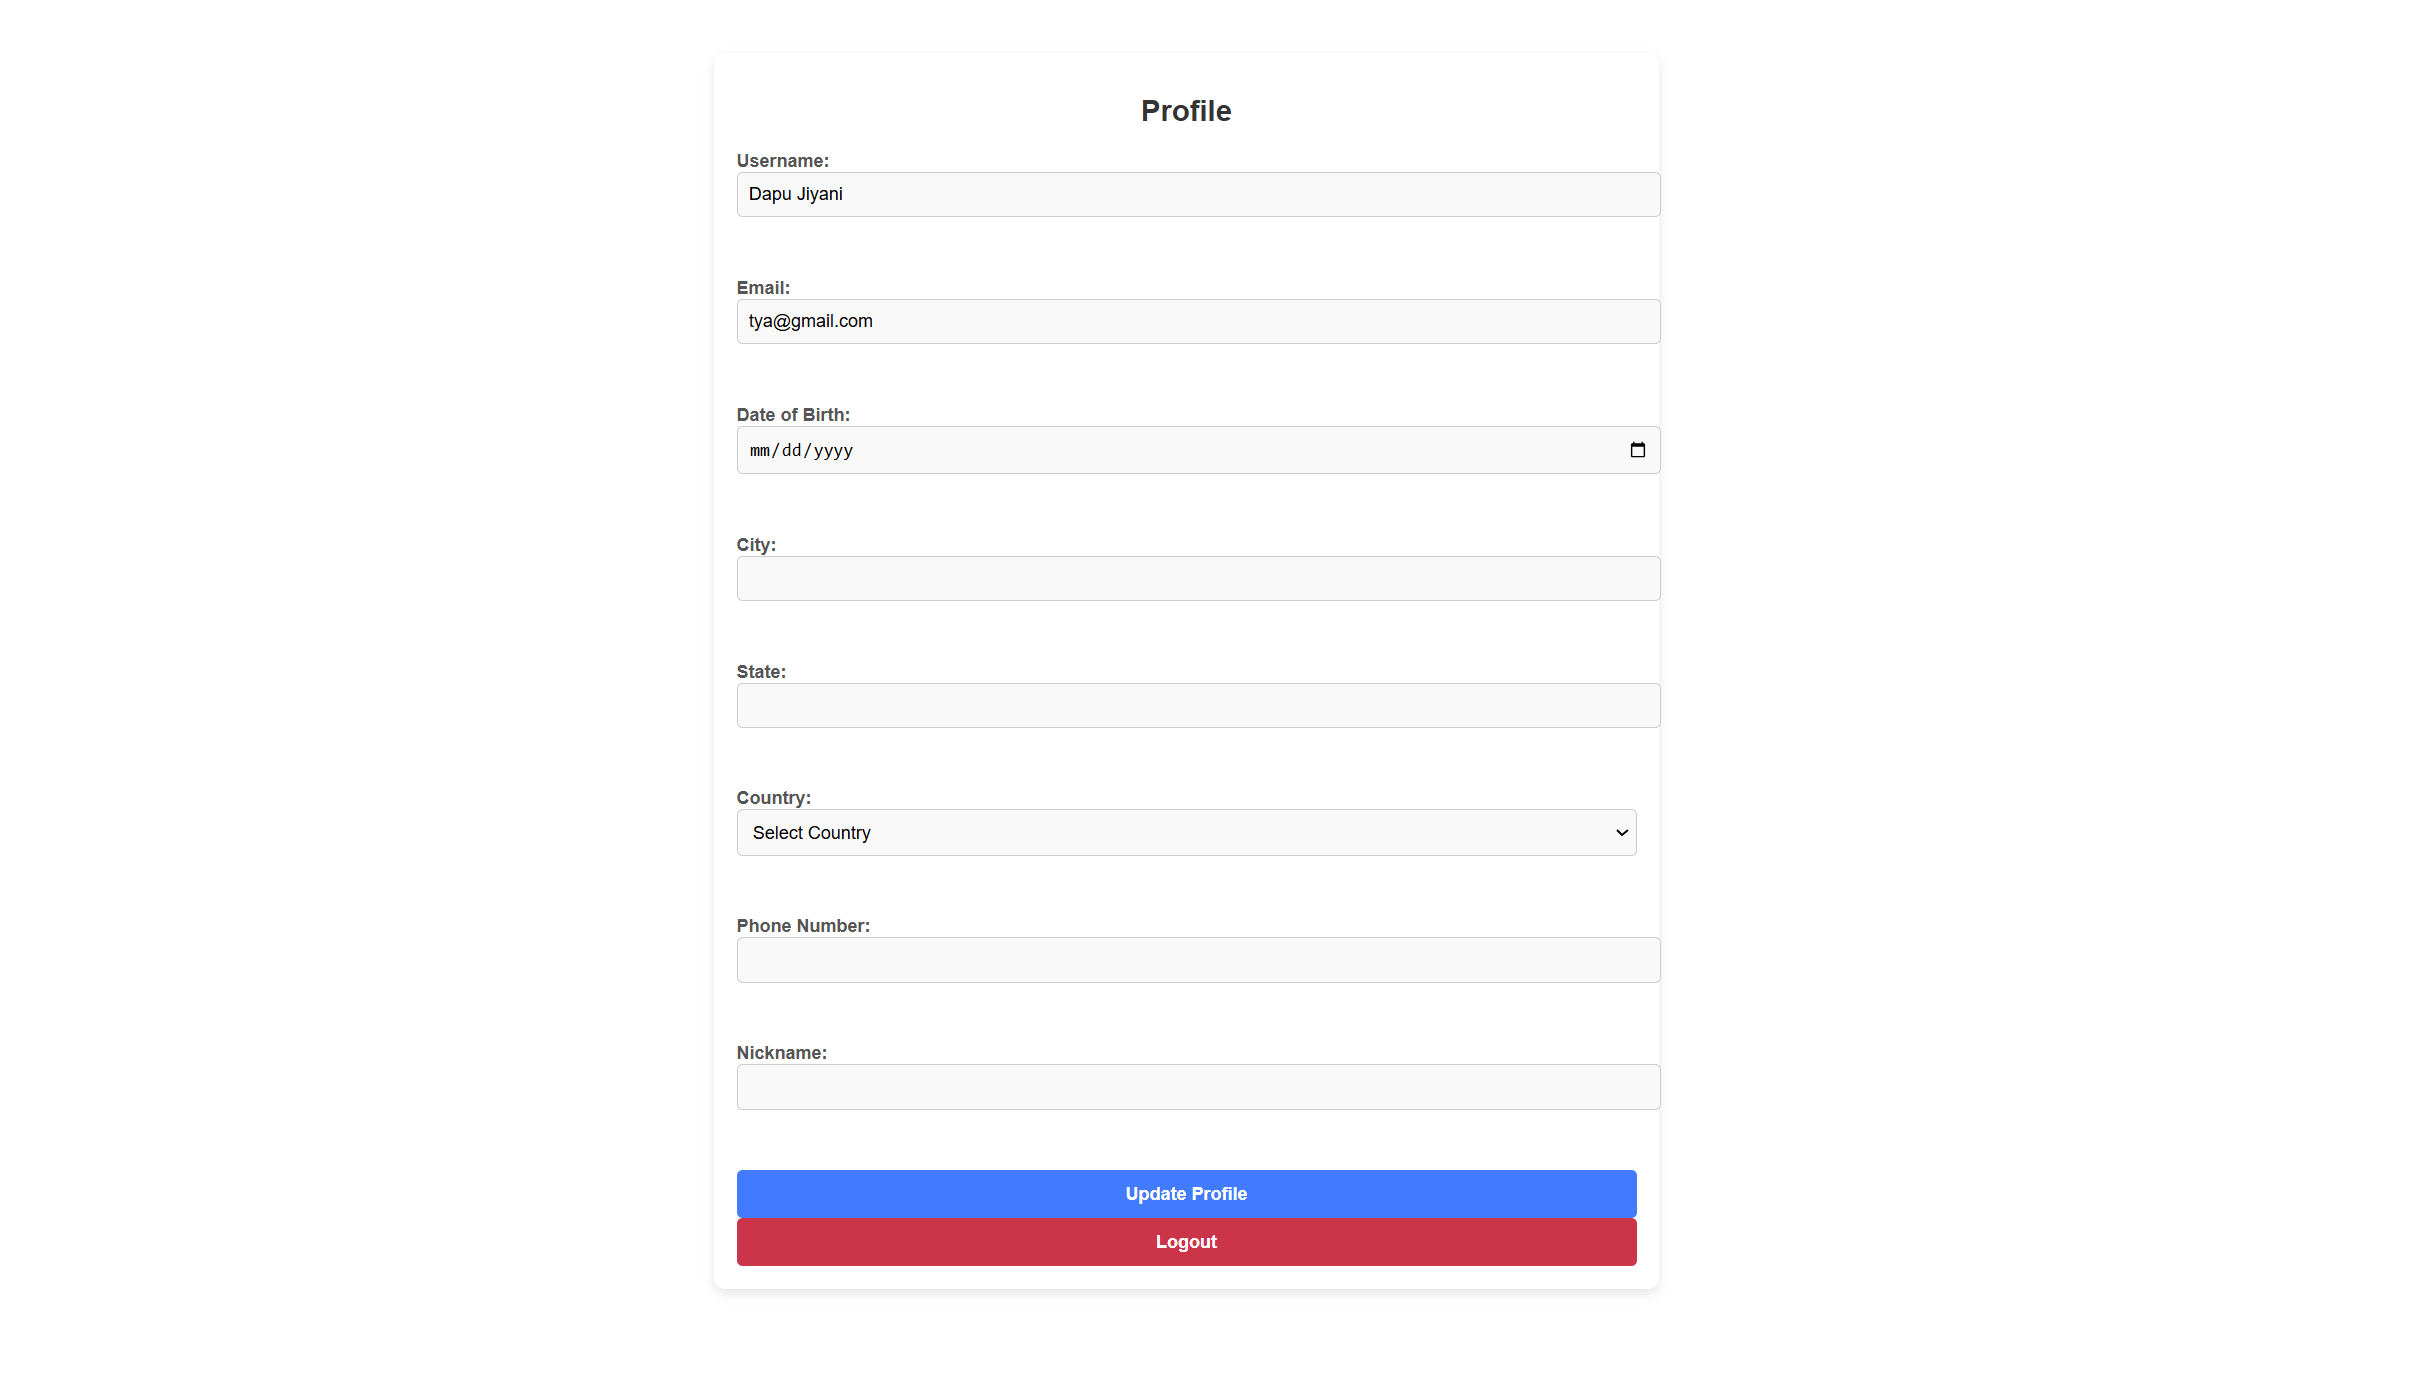 Profile
Username:
Dapu Jiyani
Email:
tya@gmail.com
Date of Birth:
mm/dd/yyyy
City:
State:
Country:
Select Country
Phone Number:
Nickname:
Update Profile
Logout